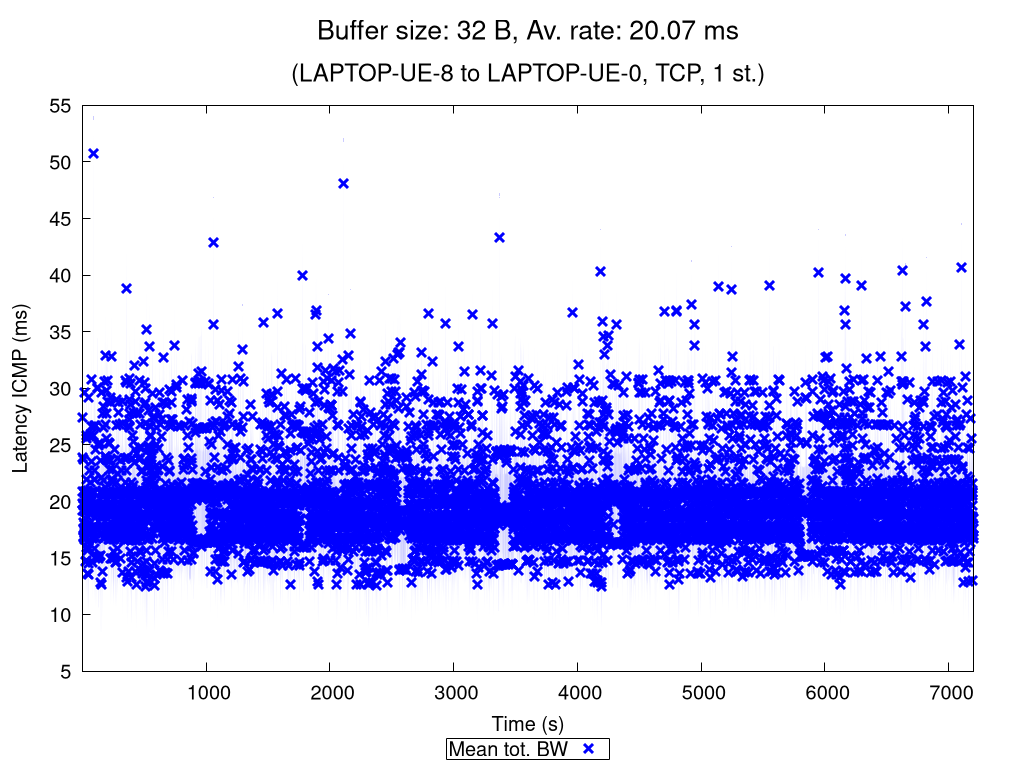 Buffer size: 32 B, Av. rate: 20.07 ms
(LAPTOP-UE-8 to LAPTOP-UE-0, TCP, 1 st.)
55
50
45
40
35
30
25
20
15
10
5
Latency ICMP (ms)
1000 2000 3000 4000 5000 6000 7000
Time (s)
Mean tot. BW